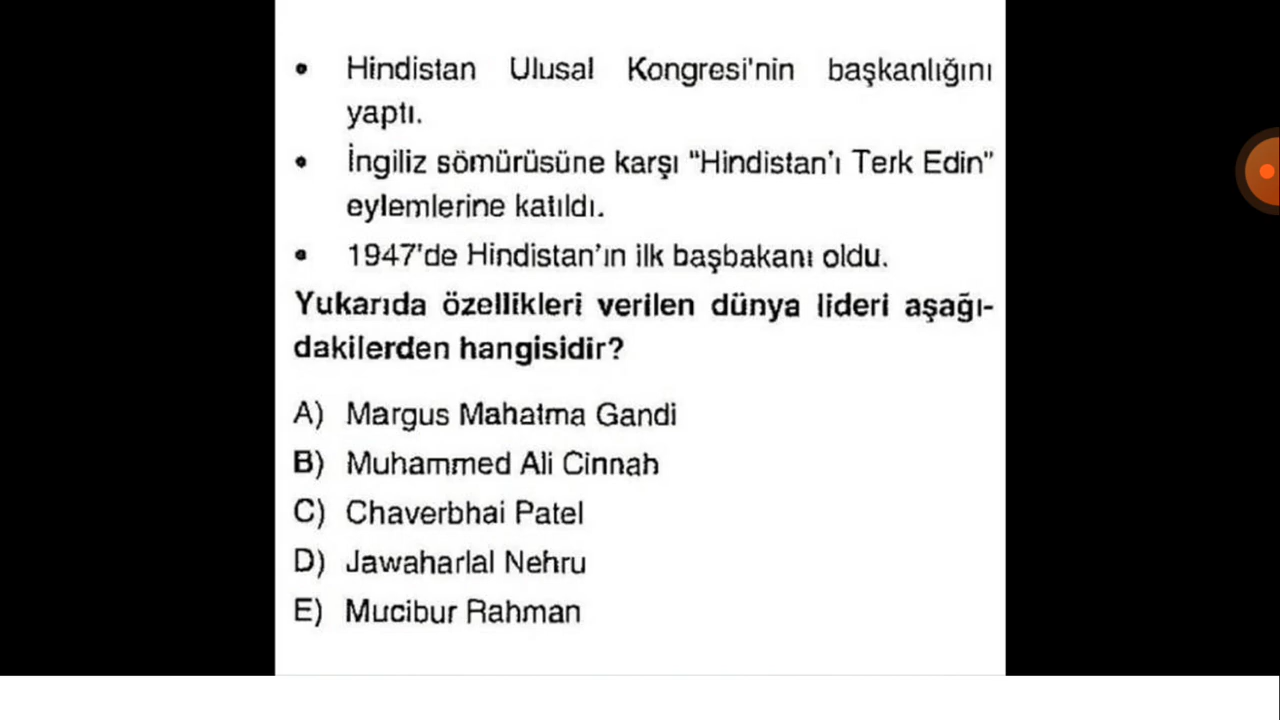 • Hindistan Ulusal Kongresi'nin başkanlığını
yaptı.
• İngiliz sömürüsüne karşı "Hindistan'ı Terk Edin"
eylemlerine katıldı.
• 1947'de Hindistan'ın ilk başbakanı oldu.
Yukarıda özellikleri verilen dünya lideri aşağı-
dakilerden hangisidir?
A) Margus Mahatma Gandi
B) Muhammed Ali Cinnah
C) Chaverbhai Patel
D) Jawaharlal Nehru
E) Mucibur Rahman